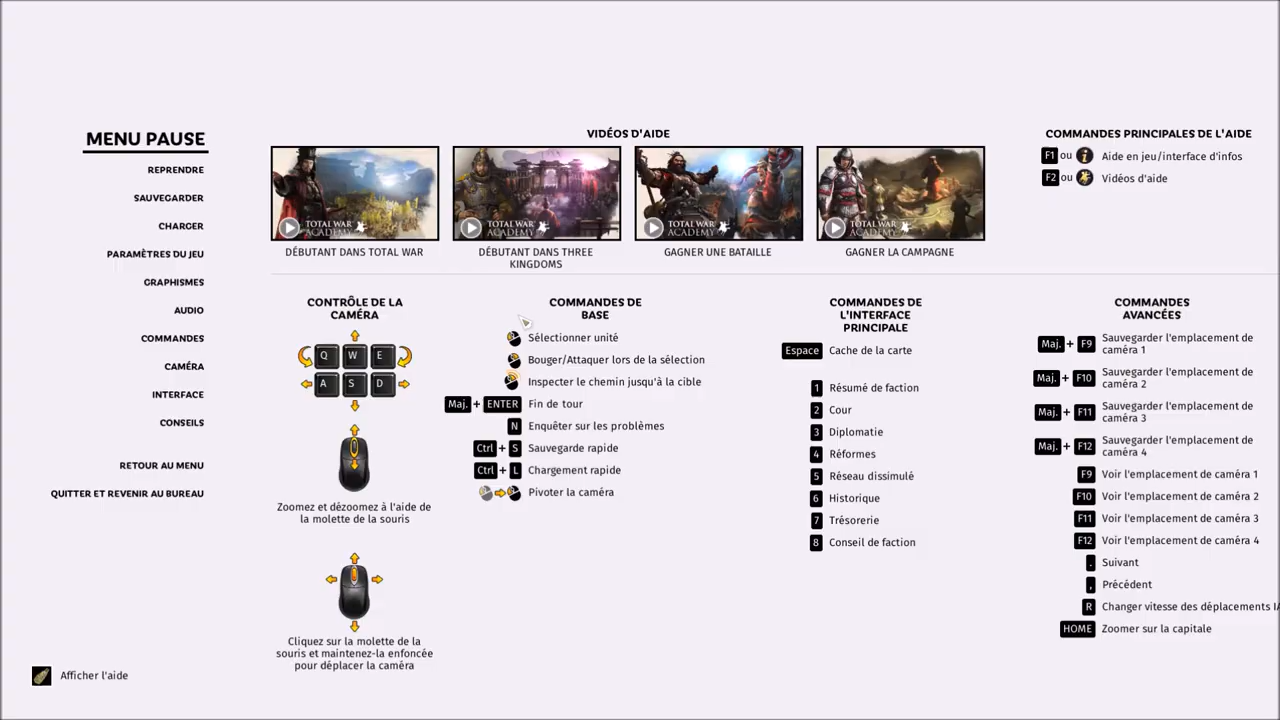 MENU PAUSE
REPRENDRE
SAUVEGARDER
CHARGER
PARAMÈTRES DU JEU
GRAPHISMES
AUDIO
COMMANDES
CAMÉRA
INTERFACE
CONSEILS
RETOUR AU MENU
QUITTER ET REVENIR AU BUREAU
Afficher l'aide
VIDÉOS D'AIDE
TOTAL WAR
ACADEMY
DÉBUTANT DANS TOTAL WAR
TOTAL WAR
ACADEMY
DÉBUTANT DANS THREE
KINGDOMS
TOTAL WAR
ACADEMY
GAGNER UNE BATAILLE
TOTAL WAR
ACADEMY
GAGNER LA CAMPAGNE
COMMANDES PRINCIPALES DE L'AIDE
F1 ou Aide en jeu/interface d'infos
F2 ou Vidéos d'aide
CONTRÔLE DE LA
CAMÉRA
Q W E
A S D
Zoomez et dézoomez à l'aide de
la molette de la souris
Cliquez sur la molette de la
souris et maintenez-la enfoncée
pour déplacer la caméra
COMMANDES DE
BASE
Sélectionner unité
Bouger/Attaquer lors de la sélection
Inspecter le chemin jusqu'à la cible
Maj. + ENTER Fin de tour
N Enquêter sur les problèmes
Ctrl + S Sauvegarde rapide
Ctrl + L Chargement rapide
Pivoter la caméra
COMMANDES DE
L'INTERFACE
PRINCIPALE
Espace Cache de la carte
1 Résumé de faction
2 Cour
3 Diplomatie
4 Réformes
5 Réseau dissimulé
6 Historique
7 Trésorerie
8 Conseil de faction
COMMANDES
AVANCÉES
Maj. + F9 Sauvegarder l'emplacement de
caméra 1
Maj. + F10 Sauvegarder l'emplacement de
caméra 2
Maj. + F11 Sauvegarder l'emplacement de
caméra 3
Maj. + F12 Sauvegarder l'emplacement de
caméra 4
F9 Voir l'emplacement de caméra 1
F10 Voir l'emplacement de caméra 2
F11 Voir l'emplacement de caméra 3
F12 Voir l'emplacement de caméra 4
. Suivant
, Précédent
R Changer vitesse des déplacements
HOME Zoomer sur la capitale